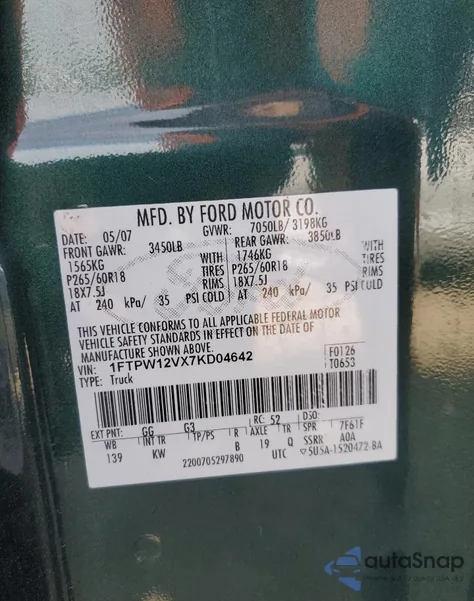 MFD. BY FORD MOTOR CO.
DATE: 05/07 GVWR: 7050LB/ 3198KG
FRONT GAWR: 3450LB REAR GAWR: 3850LB
1565KG WITH 1746KG WITH
P265/60R18 TIRES P265/60R18 TIRES
18X7.5J RIMS 18X7.5J RIMS
AT 240 kPa/ 35 PSI COLD AT 240 kPa/ 35 PSI COLD
THIS VEHICLE CONFORMS TO ALL APPLICABLE FEDERAL MOTOR
VEHICLE SAFETY STANDARDS IN EFFECT ON THE DATE OF
MANUFACTURE SHOWN ABOVE.
VIN: 1FTPW12VX7KD04642 F0126
TYPE: Truck T0653
EXT PNT: GG G3 RC: 52 DSO:
WB INT TR TP/PS R AXLE TR SPR 7F61F
139 KW B 19 Q SSRR A0A
2200705297890 UTC 5U5A-1520472-BA
autoSnap